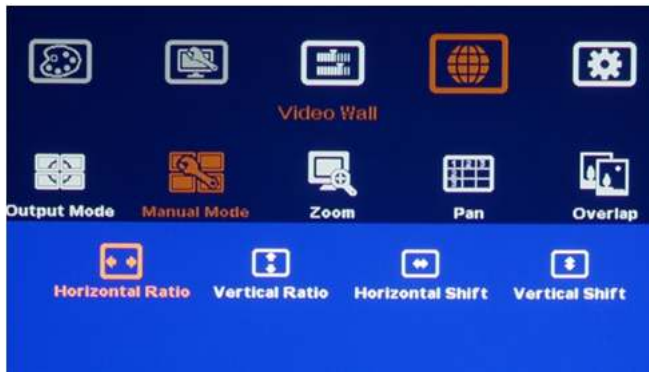 Video Wall
Output Mode Manual Mode Zoom Pan Overlap
Horizontal Ratio Vertical Ratio Horizontal Shift Vertical Shift